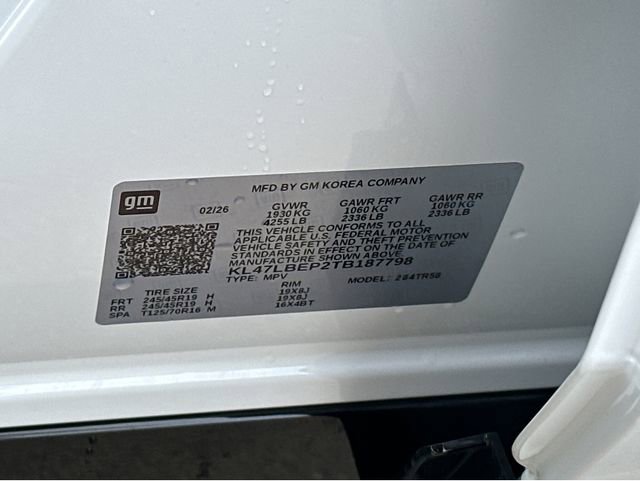 gm
MFD BY GM KOREA COMPANY
02/26 GVWR GAWR FRT GAWR RR
1930 KG 1060 KG 1060 KG
4255 LB 2336 LB 2336 LB
THIS VEHICLE CONFORMS TO ALL
APPLICABLE U.S. FEDERAL MOTOR
VEHICLE SAFETY AND THEFT PREVENTION
STANDARDS IN EFFECT ON THE DATE OF
MANUFACTURE SHOWN ABOVE.
KL47LBEP2TB187798
TYPE: MPV MODEL: 284TR58
TIRE SIZE RIM
FRT 245/45R19 H 19X8J
RR 245/45R19 H 19X8J
SPA T125/70R16 M 16X4BT